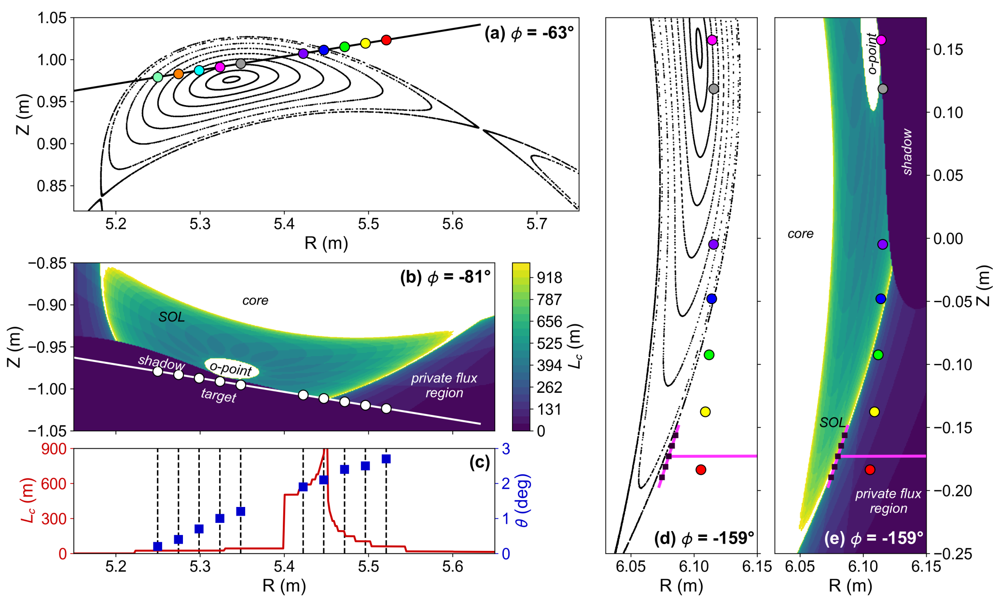 (a) ϕ = -63°
1.05
1.00
0.95
0.90
0.85
Z (m)
5.2 5.3 5.4 5.5 5.6 5.7
R (m)
(b) ϕ = -81°
−0.85
−0.90
−0.95
−1.00
−1.05
Z (m)
core
SOL
shadow
o-point
target
private flux
region
918
787
656
525
394
262
131
0
L_c (m)
(c)
900
600
300
0
L_c (m)
3
2
1
0
θ (deg)
5.2 5.3 5.4 5.5 5.6
R (m)
(d) ϕ = -159°
6.05 6.10 6.15
R (m)
o-point
shadow
core
SOL
private flux
region
(e) ϕ = -159°
0.15
0.10
0.05
0.00
−0.05
−0.10
−0.15
−0.20
−0.25
Z (m)
6.05 6.10 6.15
R (m)